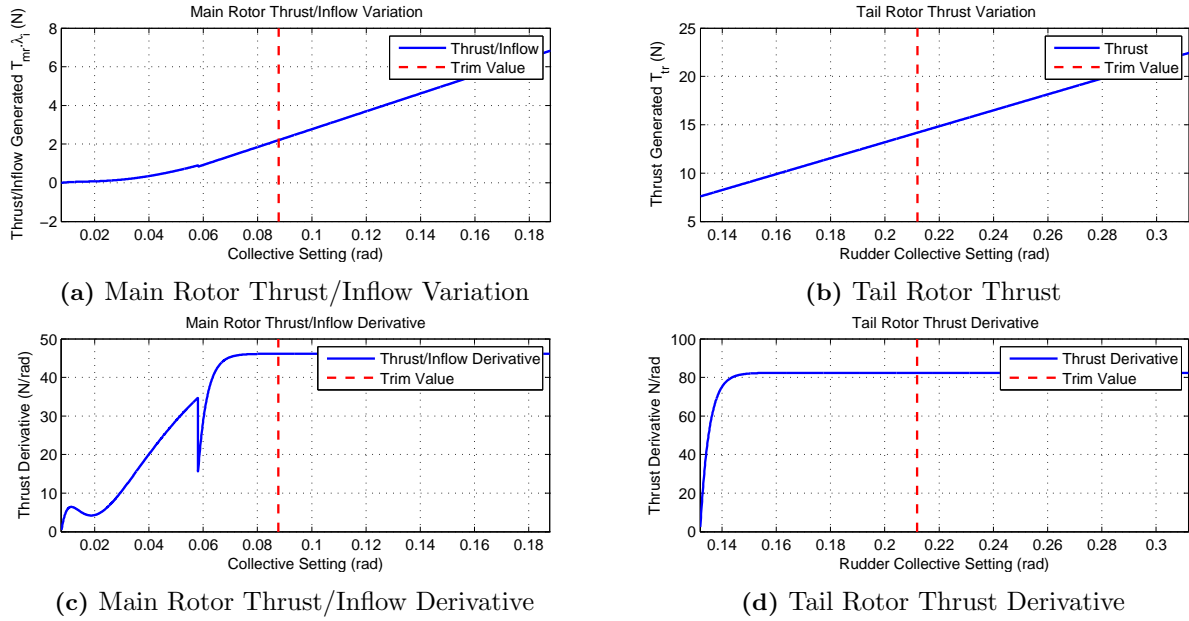 Main Rotor Thrust/Inflow Variation
Thrust/Inflow Generated T_mr.λ_i (N)
8
6
4
2
0
−2
0.02 0.04 0.06 0.08 0.1 0.12 0.14 0.16 0.18
Collective Setting (rad)
Thrust/Inflow
Trim Value
(a) Main Rotor Thrust/Inflow Variation
Tail Rotor Thrust Variation
Thrust Generated T_tr (N)
25
20
15
10
5
0.14 0.16 0.18 0.2 0.22 0.24 0.26 0.28 0.3
Rudder Collective Setting (rad)
Thrust
Trim Value
(b) Tail Rotor Thrust
Main Rotor Thrust/Inflow Derivative
Thrust Derivative (N/rad)
50
40
30
20
10
0
0.02 0.04 0.06 0.08 0.1 0.12 0.14 0.16 0.18
Collective Setting (rad)
Thrust/Inflow Derivative
Trim Value
(c) Main Rotor Thrust/Inflow Derivative
Tail Rotor Thrust Derivative
Thrust Derivative N/rad
100
80
60
40
20
0
0.14 0.16 0.18 0.2 0.22 0.24 0.26 0.28 0.3
Rudder Collective Setting (rad)
Thrust Derivative
Trim Value
(d) Tail Rotor Thrust Derivative